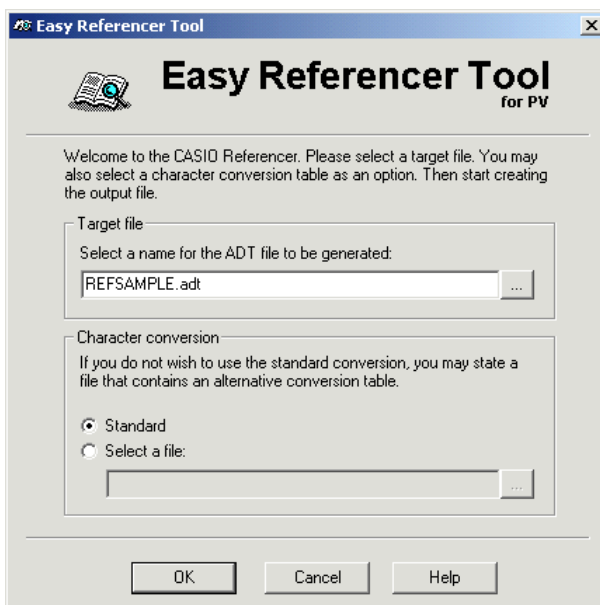 Easy Referencer Tool
Easy Referencer Tool
for PV
Welcome to the CASIO Referencer. Please select a target file. You may
also select a character conversion table as an option. Then start creating
the output file.
Target file
Select a name for the ADT file to be generated:
REFSAMPLE.adt
...
Character conversion
If you do not wish to use the standard conversion, you may state a
file that contains an alternative conversion table.
Standard
Select a file:
...
OK Cancel Help